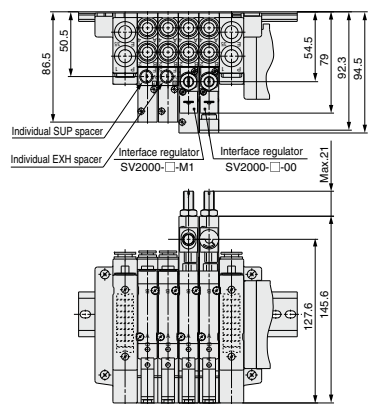 86.5
50.5
54.5
79
92.3
94.5
Individual SUP spacer
Individual EXH spacer
Interface regulator
SV2000-□-M1
Interface regulator
SV2000-□-00
Max.21
127.6
145.6